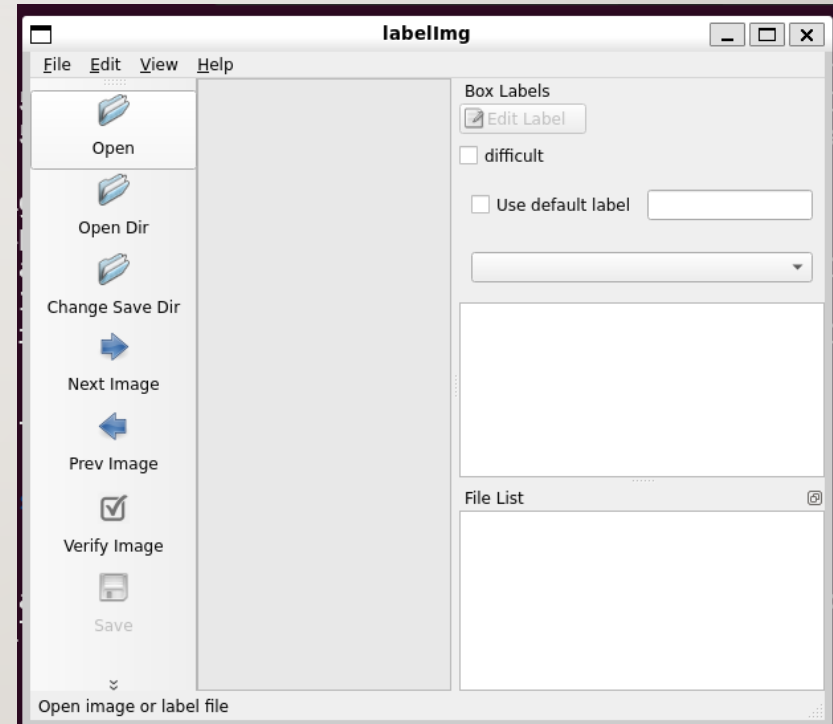 labelImg
File Edit View Help
Open
Open Dir
Change Save Dir
Next Image
Prev Image
Verify Image
Save
Box Labels
Edit Label
difficult
Use default label
File List
Open image or label file